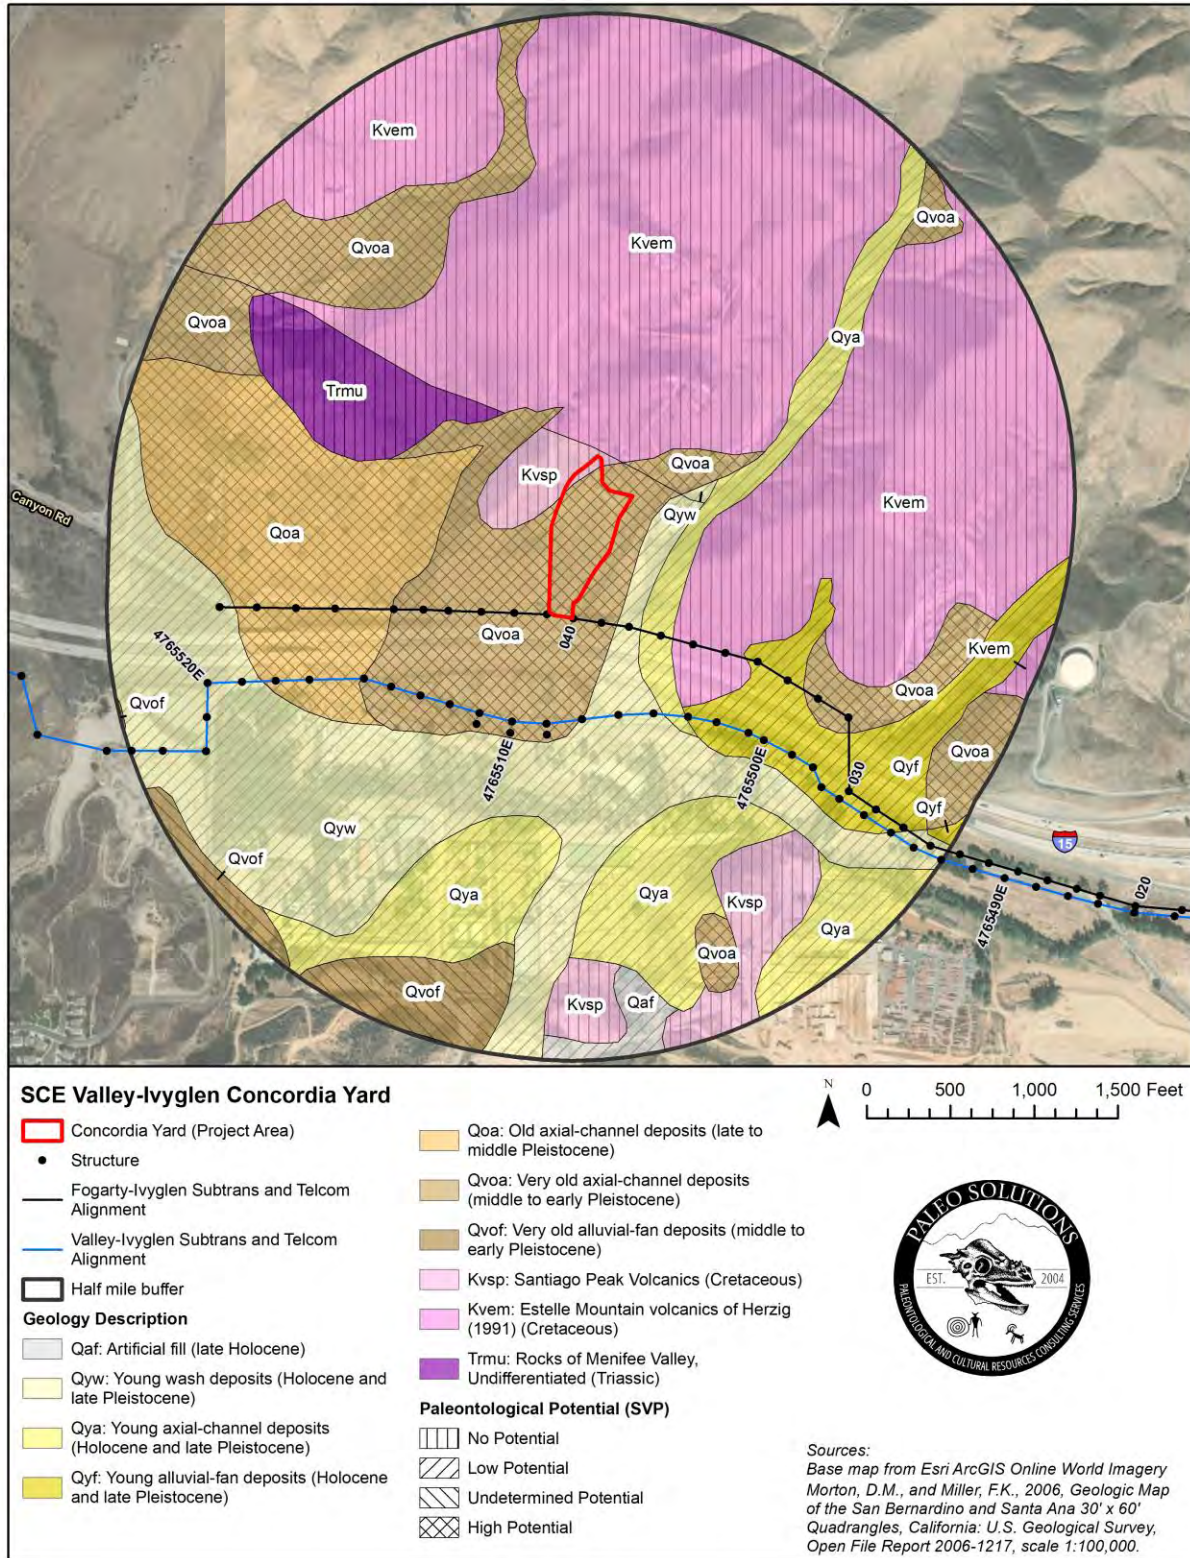 Kvem
Qvoa
Kvem
Qvoa
Qvoa
Qya
Trmu
Kvsp
Qvoa
Kvem
Qyw
Canyon Rd
Qoa
Qvoa
040
4765520E
Kvem
Qvof
Qvoa
Qvoa
4765510E
4765500E
030
Qyf
Qyf
15
Qyw
Qvof
Qya
Qya
Kvsp
Qya
4765490E
020
Qvoa
Qvof
Kvsp
Qaf
SCE Valley-Ivyglen Concordia Yard
Concordia Yard (Project Area)
Structure
Fogarty-Ivyglen Subtrans and Telcom
Alignment
Valley-Ivyglen Subtrans and Telcom
Alignment
Half mile buffer
Geology Description
Qaf: Artificial fill (late Holocene)
Qyw: Young wash deposits (Holocene and
late Pleistocene)
Qya: Young axial-channel deposits
(Holocene and late Pleistocene)
Qyf: Young alluvial-fan deposits (Holocene
and late Pleistocene)
Qoa: Old axial-channel deposits (late to
middle Pleistocene)
Qvoa: Very old axial-channel deposits
(middle to early Pleistocene)
Qvof: Very old alluvial-fan deposits (middle to
early Pleistocene)
Kvsp: Santiago Peak Volcanics (Cretaceous)
Kvem: Estelle Mountain volcanics of Herzig
(1991) (Cretaceous)
Trmu: Rocks of Menifee Valley,
Undifferentiated (Triassic)
Paleontological Potential (SVP)
No Potential
Low Potential
Undetermined Potential
High Potential
N
0 500 1,000 1,500 Feet
PALEO SOLUTIONS
EST. 2004
PALEONTOLOGICAL AND CULTURAL RESOURCES CONSULTING SERVICES
Sources:
Base map from Esri ArcGIS Online World Imagery
Morton, D.M., and Miller, F.K., 2006, Geologic Map
of the San Bernardino and Santa Ana 30' x 60'
Quadrangles, California: U.S. Geological Survey,
Open File Report 2006-1217, scale 1:100,000.